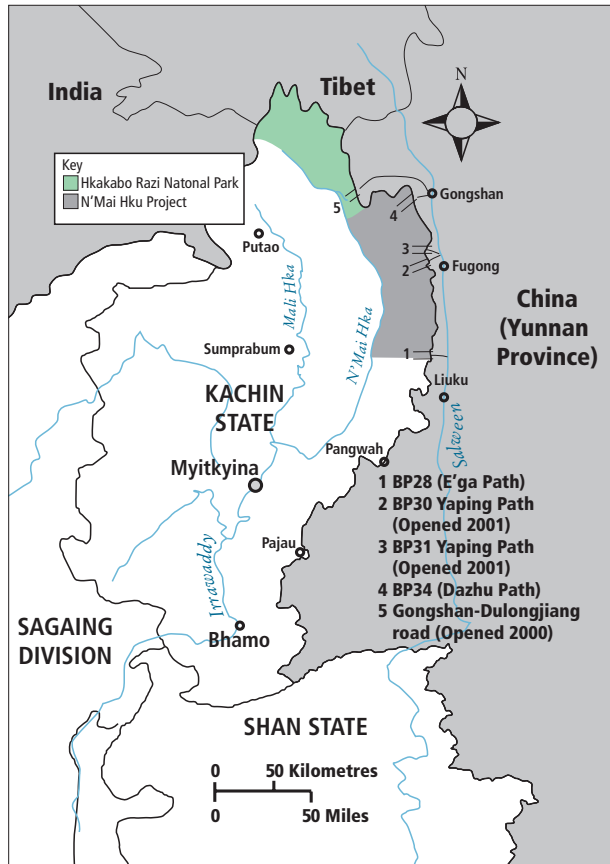 India
Tibet
N
Key
Hkakabo Razi Natonal Park
N'Mai Hku Project
5
4
Gongshan
Putao
3
2
Fugong
Mali Hka
N'Mai Hka
China
(Yunnan
Province)
Sumprabum
1
KACHIN
STATE
Liuku
Salween
Myitkyina
Pangwah
1 BP28 (E'ga Path)
2 BP30 Yaping Path
(Opened 2001)
3 BP31 Yaping Path
(Opened 2001)
4 BP34 (Dazhu Path)
5 Gongshan-Dulongjiang
road (Opened 2000)
Pajau
Irrawaddy
Bhamo
SAGAING
DIVISION
SHAN STATE
0 50 Kilometres
0 50 Miles